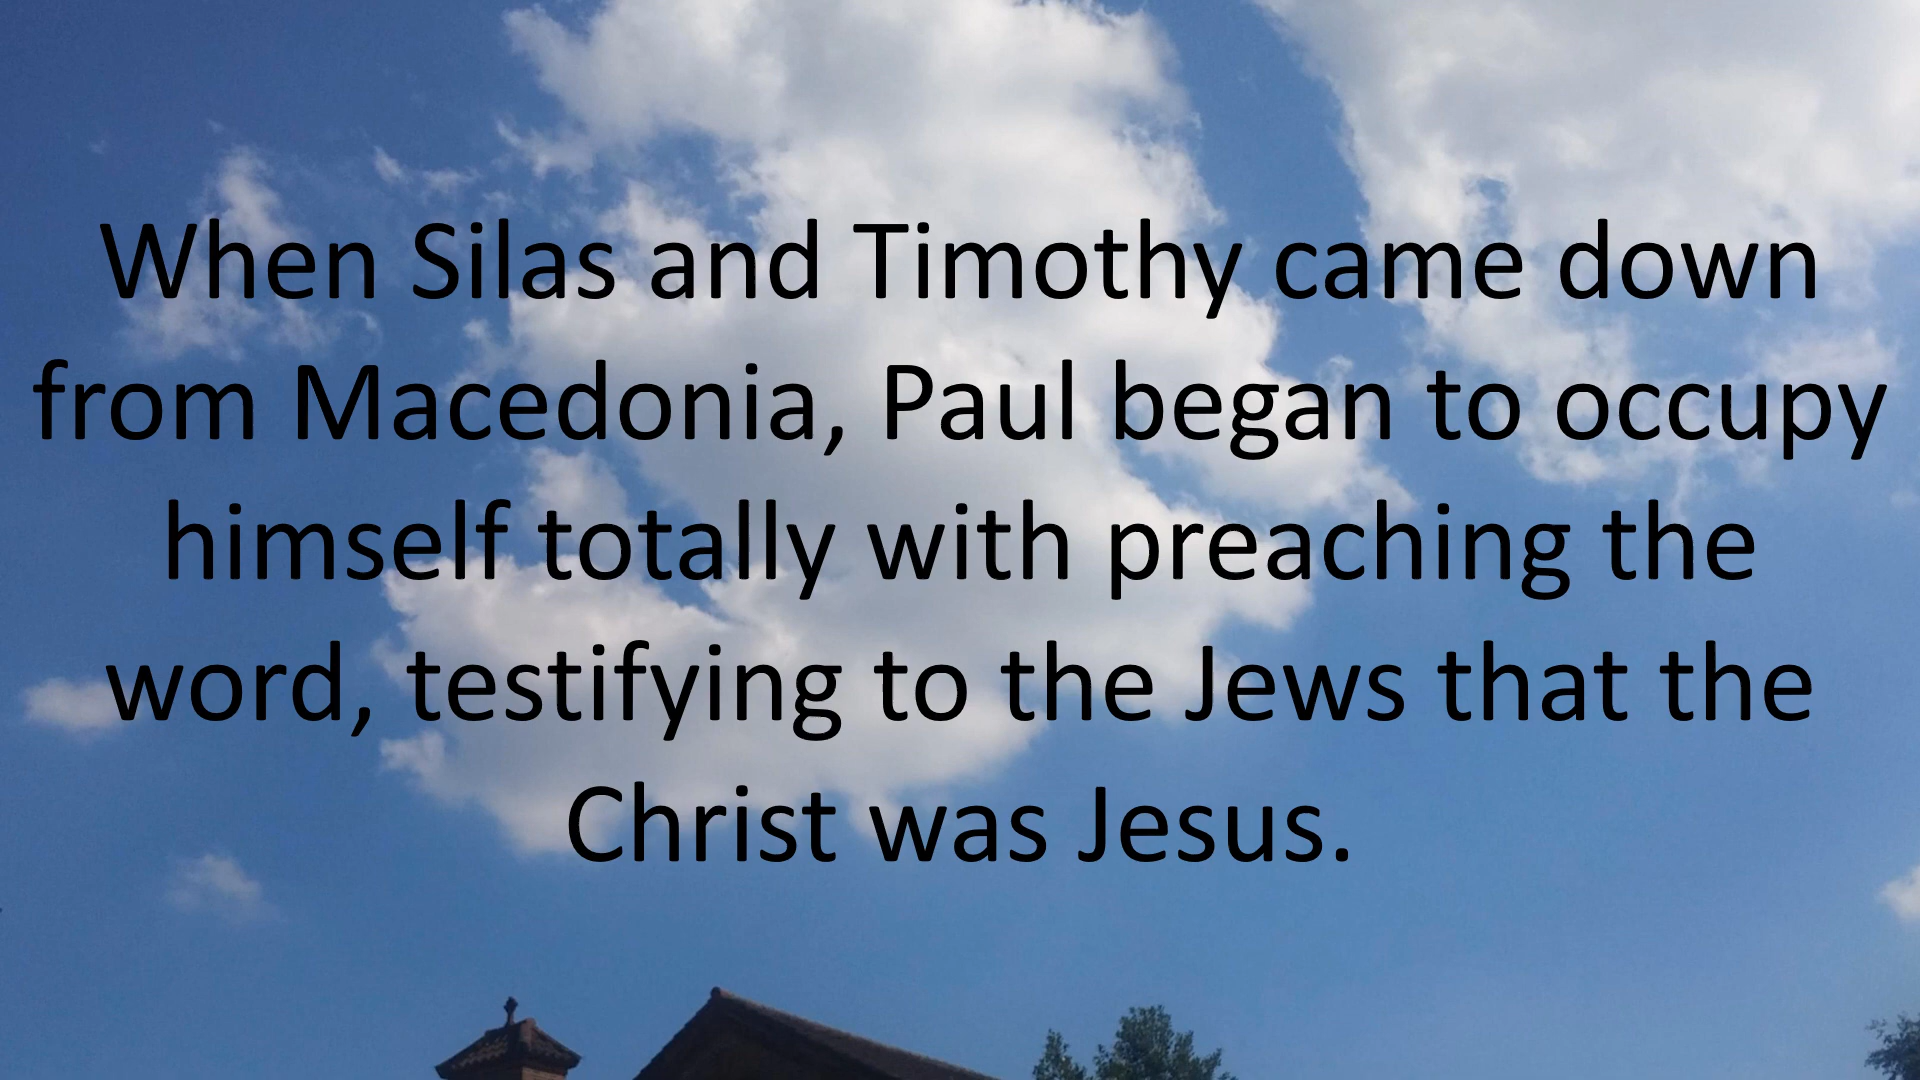 When Silas and Timothy came down
from Macedonia, Paul began to occupy
himself totally with preaching the
word, testifying to the Jews that the
Christ was Jesus.